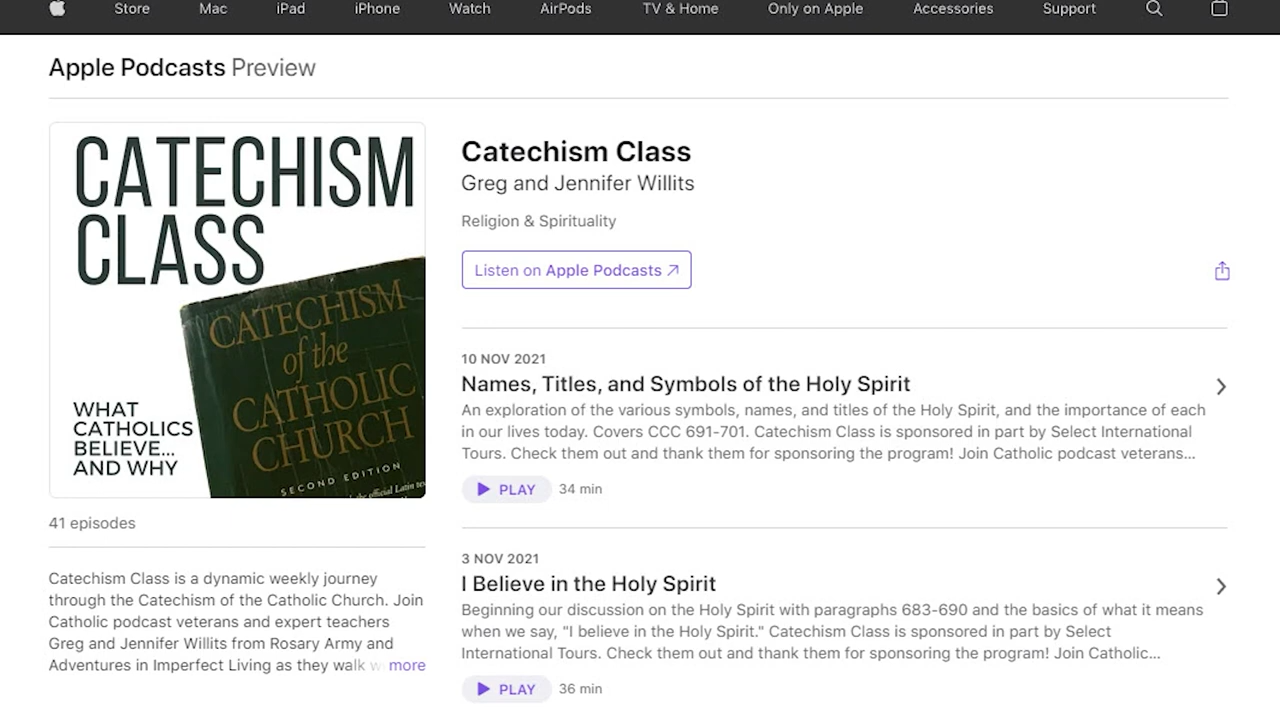 Store Mac iPad iPhone Watch AirPods TV & Home Only on Apple Accessories Support
Apple Podcasts Preview
CATECHISM
CLASS
CATECHISM
of the
CATHOLIC
CHURCH
SECOND EDITION
the official Latin
WHAT
CATHOLICS
BELIEVE...
AND WHY
41 episodes
Catechism Class is a dynamic weekly journey
through the Catechism of the Catholic Church. Join
Catholic podcast veterans and expert teachers
Greg and Jennifer Willits from Rosary Army and
Adventures in Imperfect Living as they walk more
Catechism Class
Greg and Jennifer Willits
Religion & Spirituality
Listen on Apple Podcasts
10 NOV 2021
Names, Titles, and Symbols of the Holy Spirit
An exploration of the various symbols, names, and titles of the Holy Spirit, and the importance of each
in our lives today. Covers CCC 691-701. Catechism Class is sponsored in part by Select International
Tours. Check them out and thank them for sponsoring the program! Join Catholic podcast veterans...
PLAY 34 min
3 NOV 2021
I Believe in the Holy Spirit
Beginning our discussion on the Holy Spirit with paragraphs 683-690 and the basics of what it means
when we say, "I believe in the Holy Spirit." Catechism Class is sponsored in part by Select
International Tours. Check them out and thank them for sponsoring the program! Join Catholic...
PLAY 36 min